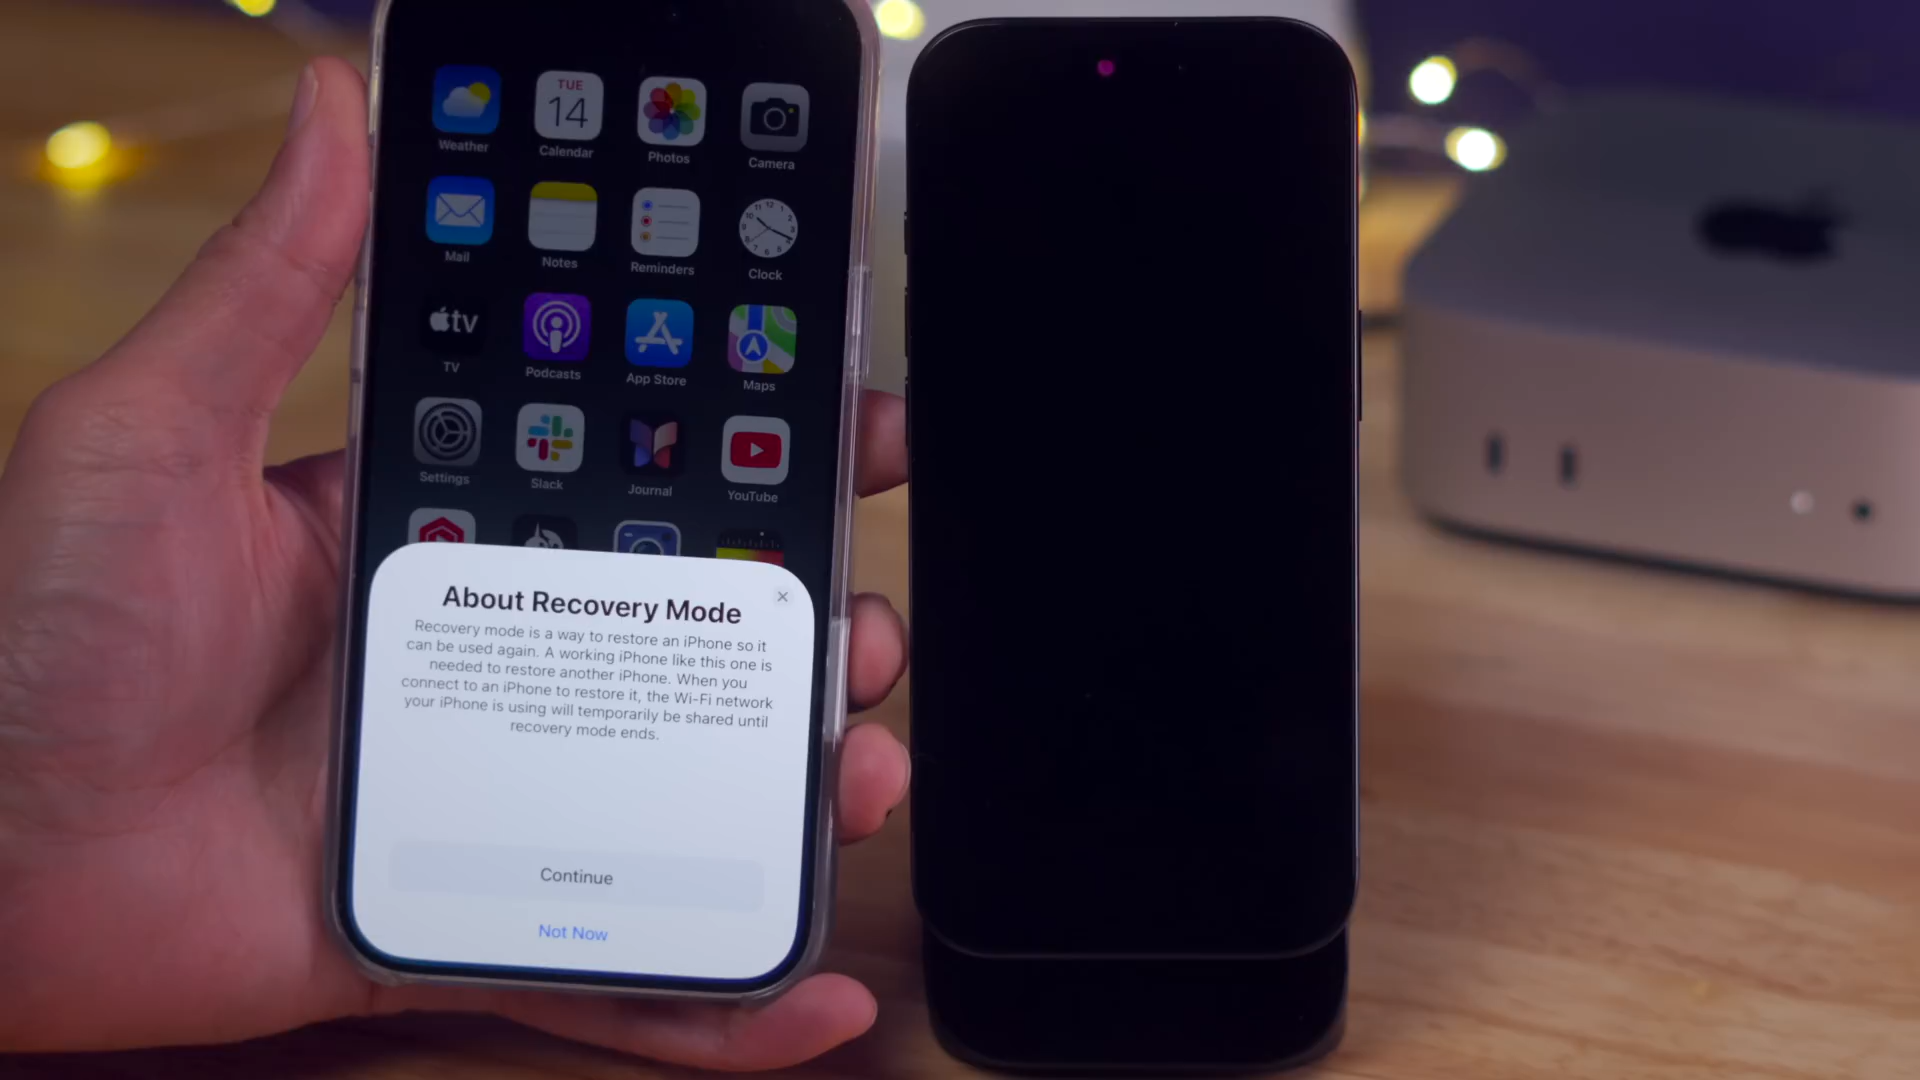 TUE
14
Weather
Calendar
Photos
Camera
Mail
Notes
Reminders
Clock
tv
TV
Podcasts
App Store
Maps
Settings
Slack
Journal
YouTube
About Recovery Mode
Recovery mode is a way to restore an iPhone so it
can be used again. A working iPhone like this one is
needed to restore another iPhone. When you
connect to an iPhone to restore it, the Wi-Fi network
your iPhone is using will temporarily be shared until
recovery mode ends.
Continue
Not Now